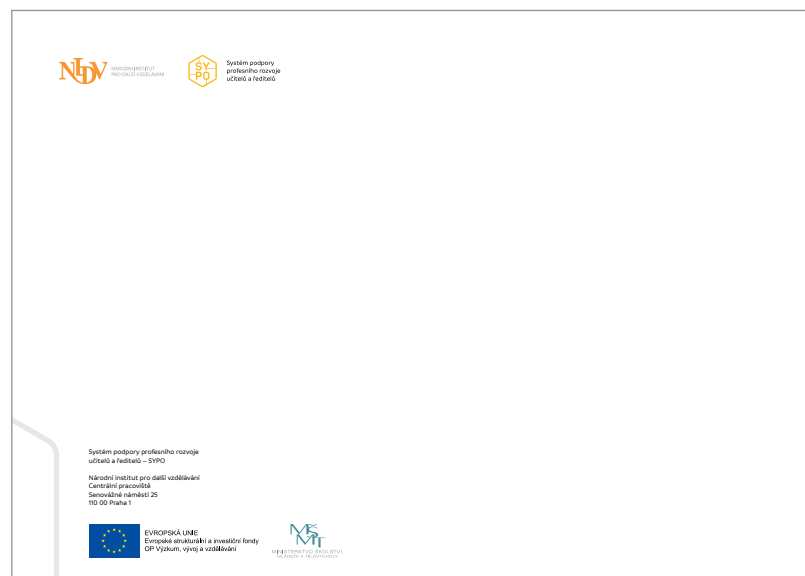 NIDV
NÁRODNÍ INSTITUT
PRO DALŠÍ VZDĚLÁVÁNÍ
SY
PO
Systém podpory
profesního rozvoje
učitelů a ředitelů
Systém podpory profesního rozvoje
učitelů a ředitelů – SYPO
Národní institut pro další vzdělávání
Centrální pracoviště
Senovážné náměstí 25
110 00 Praha 1
EVROPSKÁ UNIE
Evropské strukturální a investiční fondy
OP Výzkum, vývoj a vzdělávání
MŠMT
MINISTERSTVO ŠKOLSTVÍ
MLÁDEŽE A TĚLOVÝCHOVY